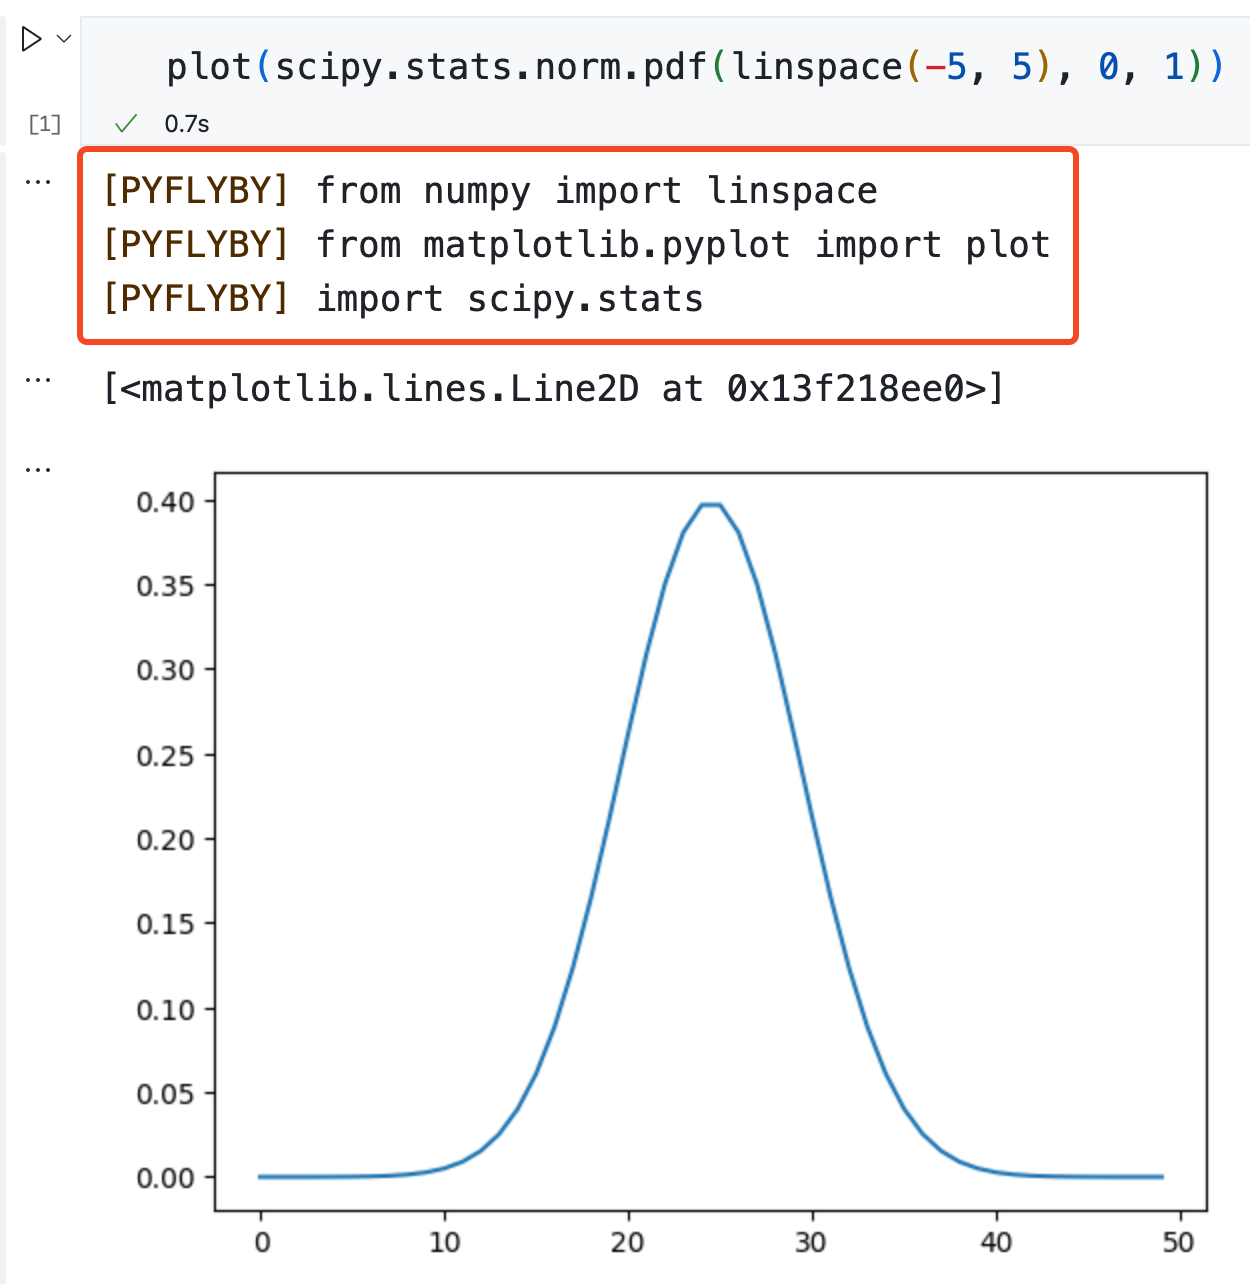 plot(scipy.stats.norm.pdf(linspace(-5, 5), 0, 1))
[1] 0.7s
[PYFLYBY] from numpy import linspace
[PYFLYBY] from matplotlib.pyplot import plot
[PYFLYBY] import scipy.stats
[<matplotlib.lines.Line2D at 0x13f218ee0>]
0.40
0.35
0.30
0.25
0.20
0.15
0.10
0.05
0.00
0 10 20 30 40 50